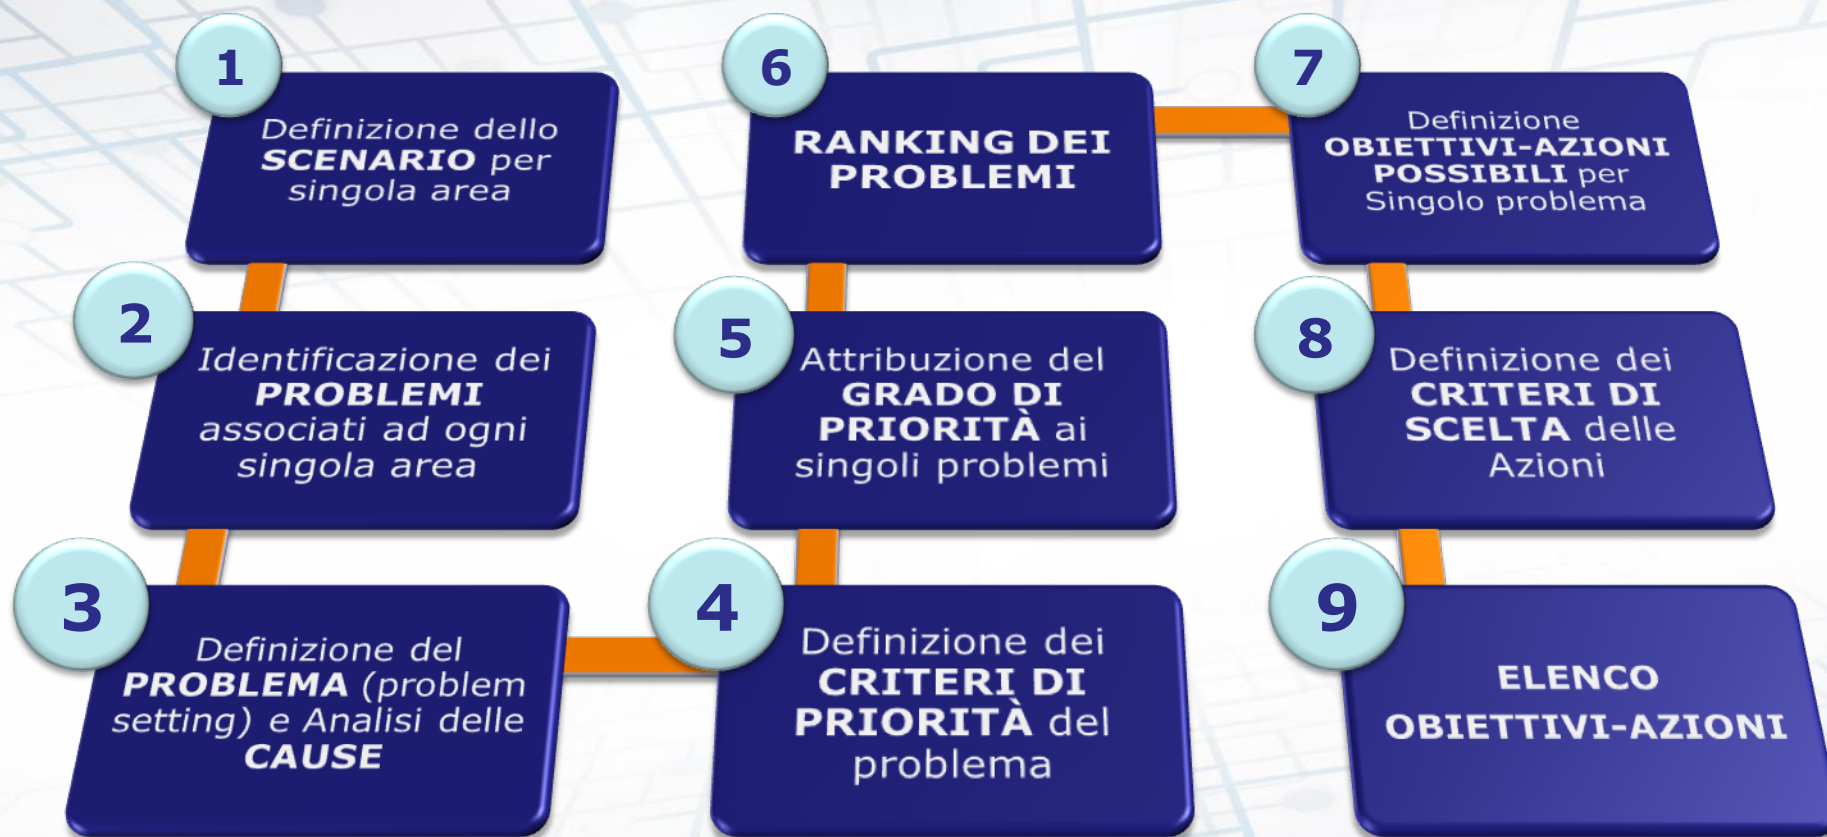 1
Definizione dello
SCENARIO per
singola area
2
Identificazione dei
PROBLEMI
associati ad ogni
singola area
3
Definizione del
PROBLEMA (problem
setting) e Analisi delle
CAUSE
4
Definizione dei
CRITERI DI
PRIORITÀ del
problema
5
Attribuzione del
GRADO DI
PRIORITÀ ai
singoli problemi
6
RANKING DEI
PROBLEMI
7
Definizione
OBIETTIVI-AZIONI
POSSIBILI per
Singolo problema
8
Definizione dei
CRITERI DI
SCELTA delle
Azioni
9
ELENCO
OBIETTIVI-AZIONI